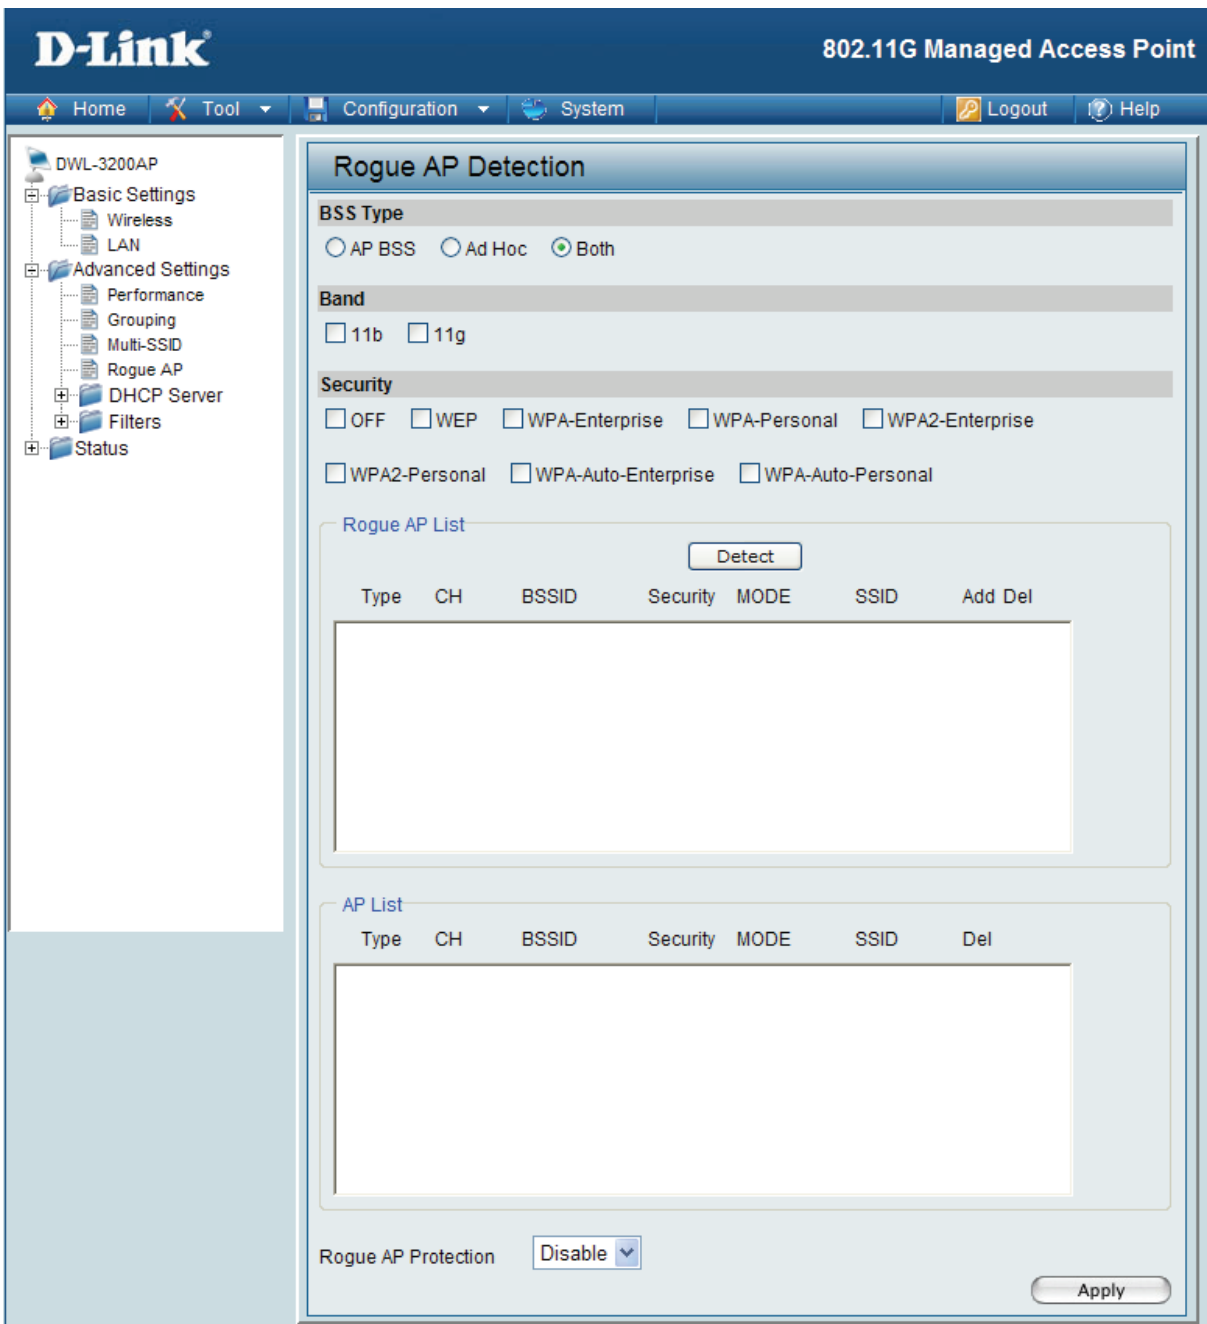 D-Link
802.11G Managed Access Point
Home Tool Configuration System Logout Help
DWL-3200AP
Basic Settings
Wireless
LAN
Advanced Settings
Performance
Grouping
Multi-SSID
Rogue AP
DHCP Server
Filters
Status
Rogue AP Detection
BSS Type
AP BSS Ad Hoc Both
Band
11b 11g
Security
OFF WEP WPA-Enterprise WPA-Personal WPA2-Enterprise
WPA2-Personal WPA-Auto-Enterprise WPA-Auto-Personal
Rogue AP List
Detect
Type CH BSSID Security MODE SSID Add Del
AP List
Type CH BSSID Security MODE SSID Del
Rogue AP Protection Disable
Apply